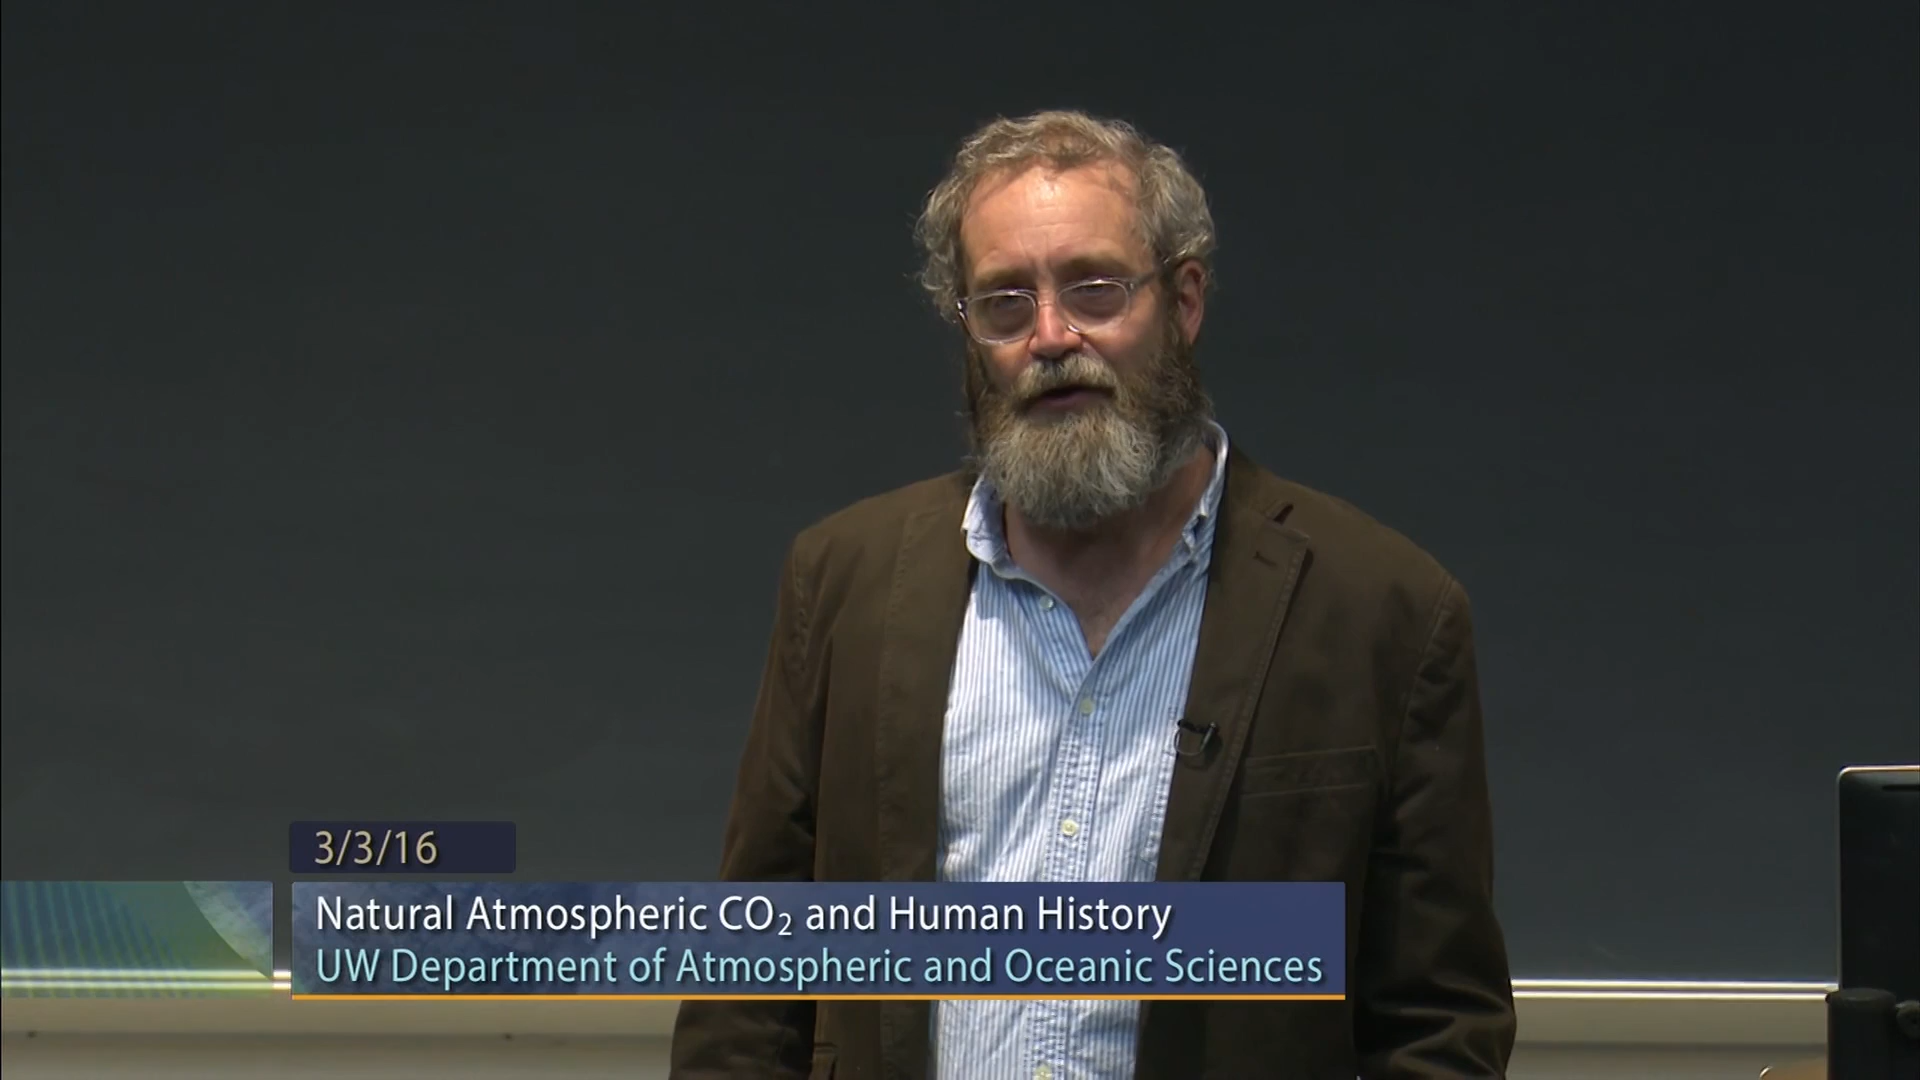 3/3/16
Natural Atmospheric CO₂ and Human History
UW Department of Atmospheric and Oceanic Sciences